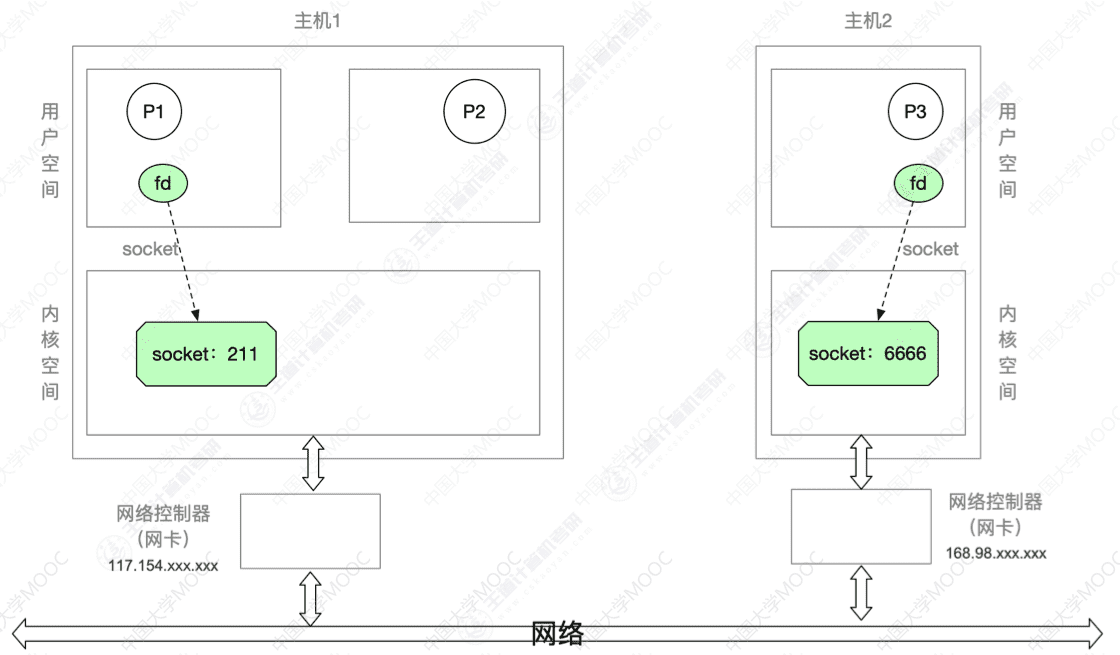 主机1
主机2
用户空间
P1
P2
P3
用户空间
fd
fd
socket
socket
内核空间
socket：211
socket：6666
内核空间
网络控制器
（网卡）
117.154.xxx.xxx
网络控制器
（网卡）
168.98.xxx.xxx
网络
中国大学MOOC
王道计算机考研